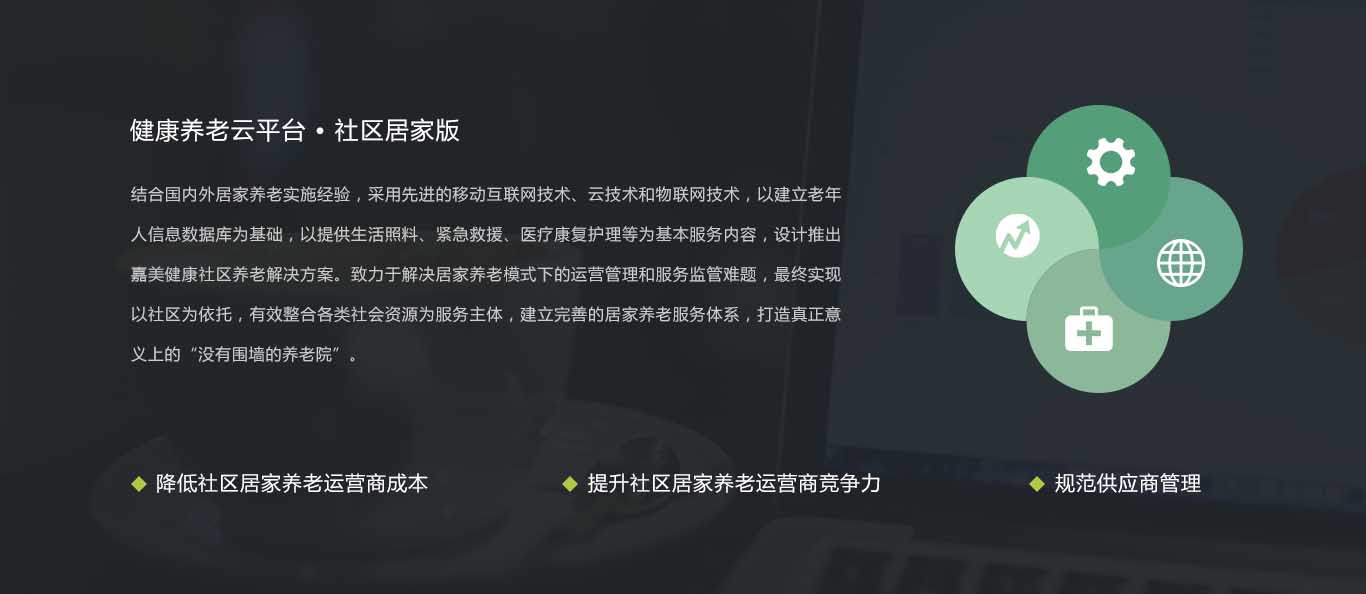 健康养老云平台 • 社区居家版
结合国内外居家养老实施经验，采用先进的移动互联网技术、云技术和物联网技术，以建立老年
人信息数据库为基础，以提供生活照料、紧急救援、医疗康复护理等为基本服务内容，设计推出
嘉美健康社区养老解决方案。致力于解决居家养老模式下的运营管理和服务监管难题，最终实现
以社区为依托，有效整合各类社会资源为服务主体，建立完善的居家养老服务体系，打造真正意
义上的“没有围墙的养老院”。
降低社区居家养老运营商成本
提升社区居家养老运营商竞争力
规范供应商管理